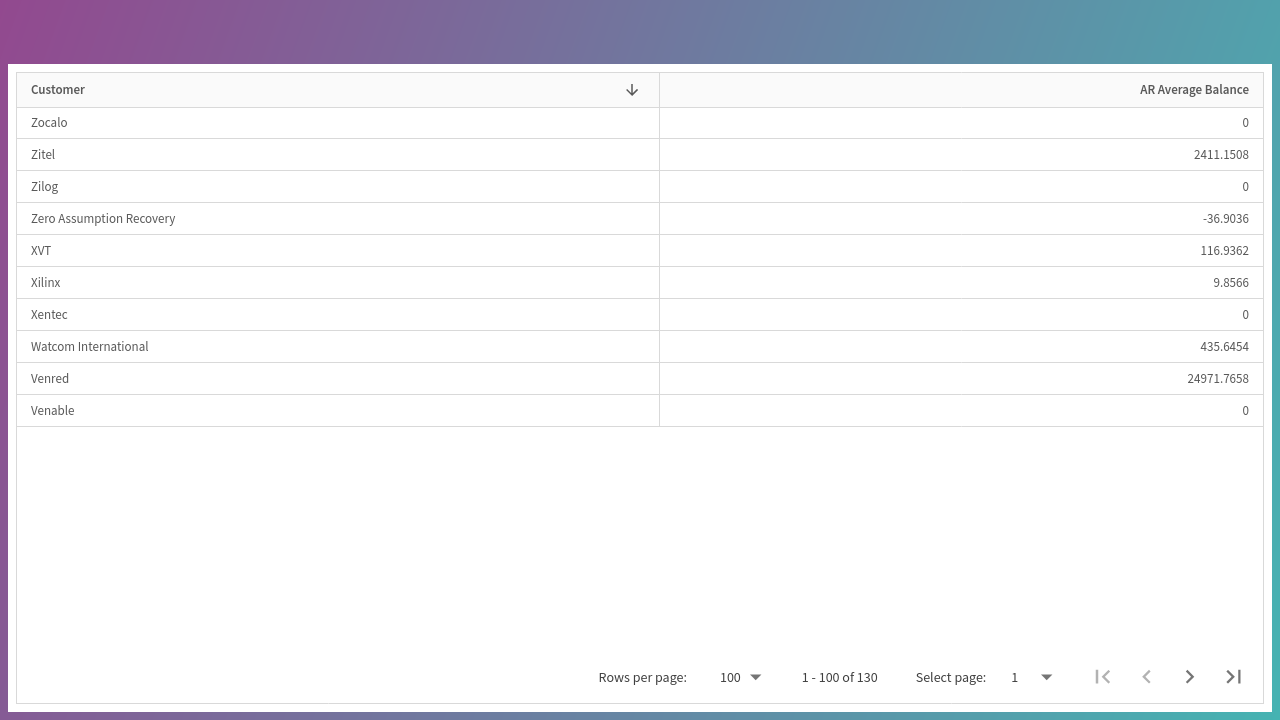 Customer AR Average Balance
Zocalo 0
Zitel 2411.1508
Zilog 0
Zero Assumption Recovery -36.9036
XVT 116.9362
Xilinx 9.8566
Xentec 0
Watcom International 435.6454
Venred 24971.7658
Venable 0
Rows per page: 100 1 - 100 of 130 Select page: 1